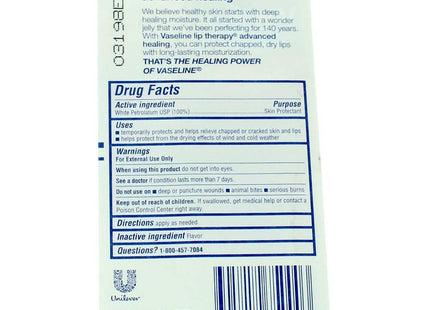 We believe healthy skin starts with deep
healing moisture. It all started with a wonder
jelly that we've been perfecting for 140 years.
With Vaseline lip therapy® advanced
healing, you can protect chapped, dry lips
with long-lasting moisturization.
THAT'S THE HEALING POWER
OF VASELINE®
03198E
Drug Facts
Active ingredient Purpose
White Petrolatum USP (100%) Skin Protectant
Uses
■ temporarily protects and helps relieve chapped or cracked skin and lips
■ helps protect from the drying effects of wind and cold weather
Warnings
For External Use Only
When using this product do not get into eyes.
See a doctor if condition lasts more than 7 days.
Do not use on ■ deep or puncture wounds ■ animal bites ■ serious burns
Keep out of reach of children. If swallowed, get medical help or contact a
Poison Control Center right away.
Directions apply as needed
Inactive ingredient Flavor
Questions? 1-800-457-7084
Unilever